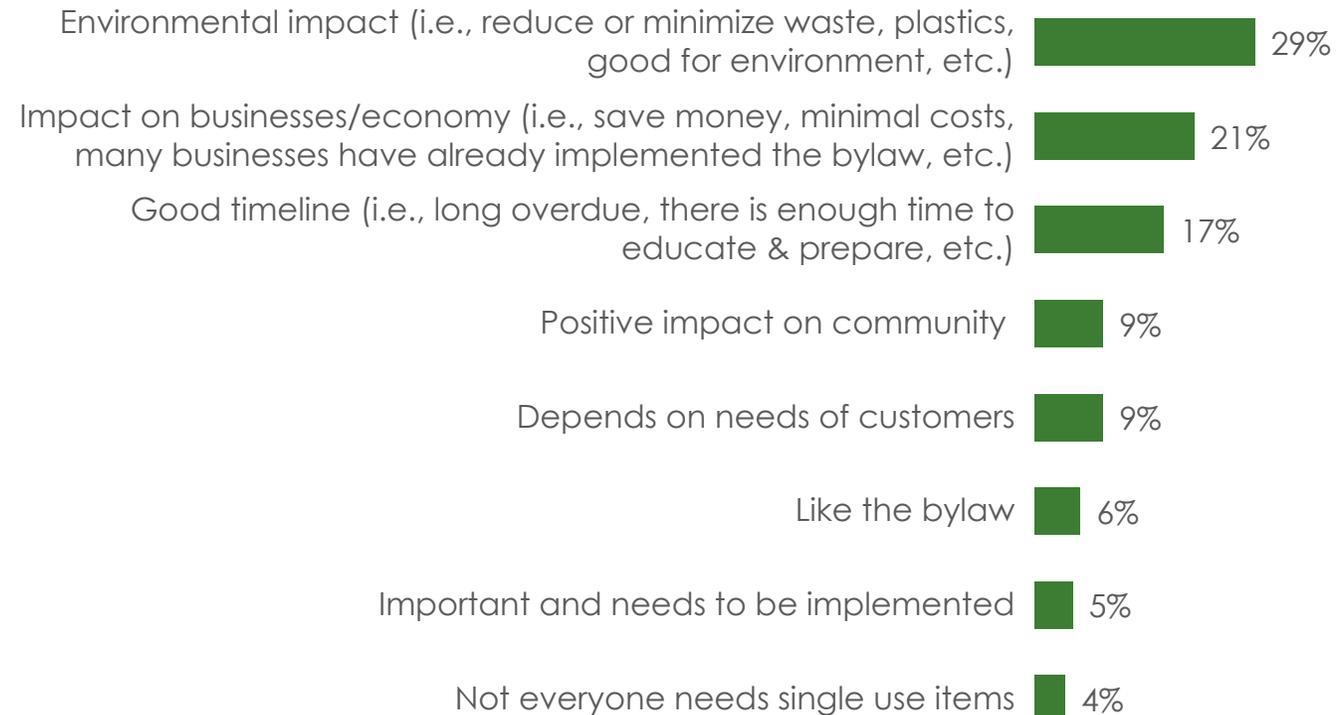 Environmental impact (i.e., reduce or minimize waste, plastics,
good for environment, etc.)
29%
Impact on businesses/economy (i.e., save money, minimal costs,
many businesses have already implemented the bylaw, etc.)
21%
Good timeline (i.e., long overdue, there is enough time to
educate & prepare, etc.)
17%
Positive impact on community
9%
Depends on needs of customers
9%
Like the bylaw
6%
Important and needs to be implemented
5%
Not everyone needs single use items
4%